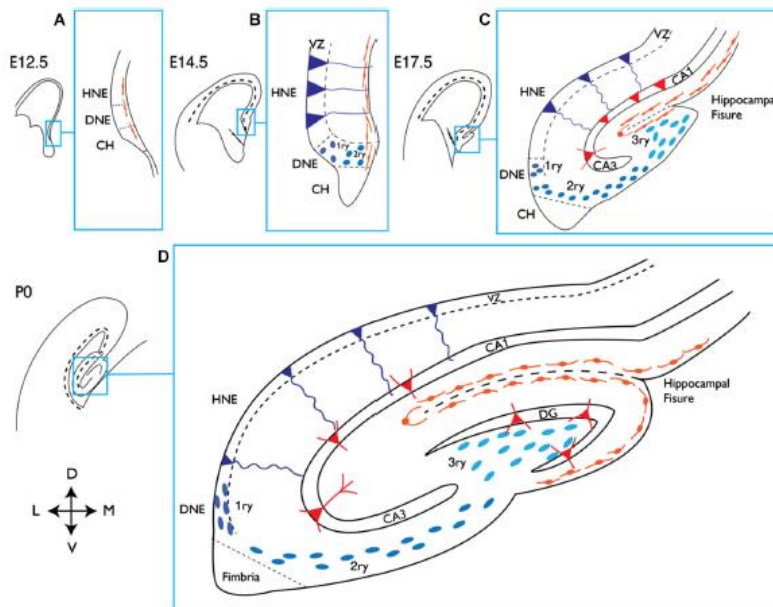 A
E12.5
HNE
DNE
CH
B
E14.5
VZ
HNE
1ry
2ry
DNE
CH
C
E17.5
VZ
CA1
HNE
Hippocampal
Fisure
3ry
CA3
DNE
1ry
2ry
CH
D
P0
VZ
CA1
HNE
Hippocampal
Fisure
DG
3ry
DNE
1ry
CA3
2ry
Fimbria
D
L
M
V